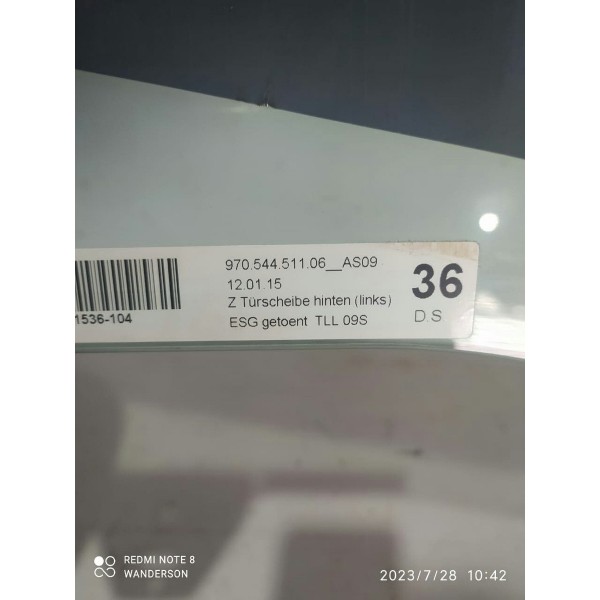 970.544.511.06__AS09
12.01.15
Z Türscheibe hinten (links)
ESG getoent TLL 09S
36
D.S.
1536-104
REDMI NOTE 8
WANDERSON
2023/7/28 10:42